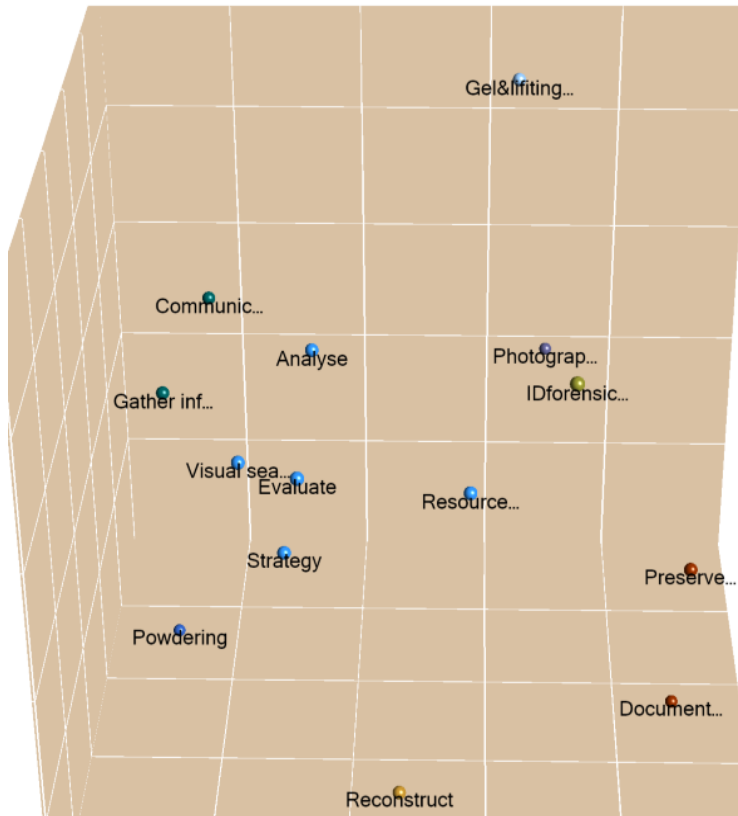 Gel&lifiting...
Communic...
Analyse
Photograp...
IDforensic...
Gather inf...
Visual sea...
Evaluate
Resource...
Strategy
Preserve...
Powdering
Document...
Reconstruct